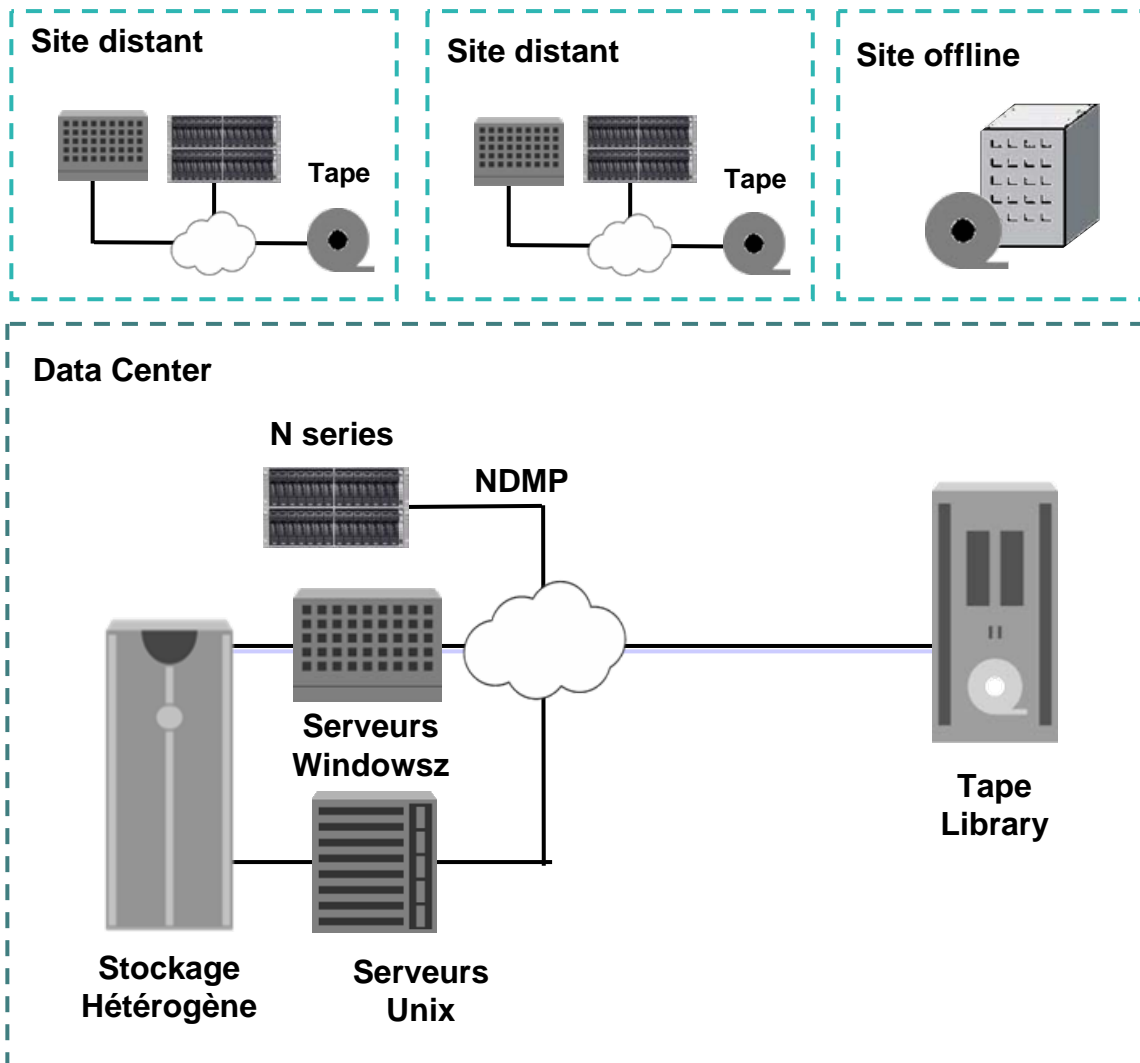 Site distant
Tape
Site distant
Tape
Site offline
Data Center
N series
NDMP
Serveurs
Windowsz
Tape
Library
Stockage
Hétérogène
Serveurs
Unix